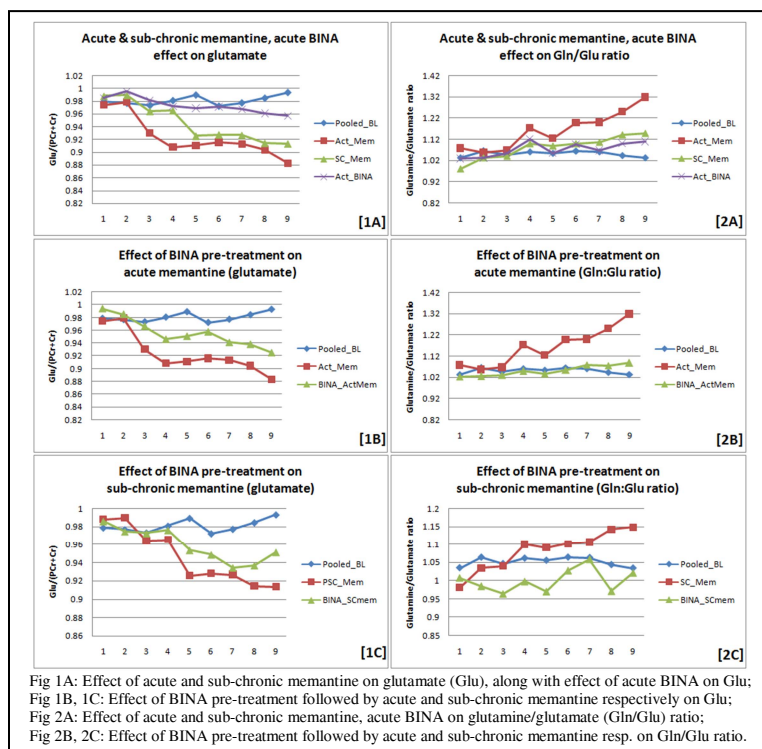 Acute & sub-chronic memantine, acute BINA
effect on glutamate
Glu/(PCr+Cr)
1.02
1
0.98
0.96
0.94
0.92
0.9
0.88
0.86
0.84
0.82
1 2 3 4 5 6 7 8 9
Pooled_BL
Act_Mem
SC_Mem
Act_BINA
[1A]
Acute & sub-chronic memantine, acute BINA
effect on Gln/Glu ratio
Glutamine/Glutamate ratio
1.42
1.32
1.22
1.12
1.02
0.92
0.82
1 2 3 4 5 6 7 8 9
Pooled_BL
Act_Mem
SC_Mem
Act_BINA
[2A]
Effect of BINA pre-treatment on
acute memantine (glutamate)
Glu/(PCr+Cr)
1.02
1
0.98
0.96
0.94
0.92
0.9
0.88
0.86
0.84
0.82
1 2 3 4 5 6 7 8 9
Pooled_BL
Act_Mem
BINA_ActMem
[1B]
Effect of BINA pre-treatment on
acute memantine (Gln:Glu ratio)
Glutamine/Glutamate ratio
1.42
1.32
1.22
1.12
1.02
0.92
0.82
1 2 3 4 5 6 7 8 9
Pooled_BL
Act_Mem
BINA_ActMem
[2B]
Effect of BINA pre-treatment on
sub-chronic memantine (glutamate)
Glu/(PCr+Cr)
1
0.98
0.96
0.94
0.92
0.9
0.88
0.86
1 2 3 4 5 6 7 8 9
Pooled_BL
PSC_Mem
BINA_SCmem
[1C]
Effect of BINA pre-treatment on
sub-chronic memantine (Gln:Glu ratio)
Glutamine/Glutamate ratio
1.2
1.15
1.1
1.05
1
0.95
0.9
0.85
1 2 3 4 5 6 7 8 9
Pooled_BL
SC_Mem
BINA_SCmem
[2C]
Fig 1A: Effect of acute and sub-chronic memantine on glutamate (Glu), along with effect of acute BINA on Glu;
Fig 1B, 1C: Effect of BINA pre-treatment followed by acute and sub-chronic memantine respectively on Glu;
Fig 2A: Effect of acute and sub-chronic memantine, acute BINA on glutamine/glutamate (Gln/Glu) ratio;
Fig 2B, 2C: Effect of BINA pre-treatment followed by acute and sub-chronic memantine resp. on Gln/Glu ratio.